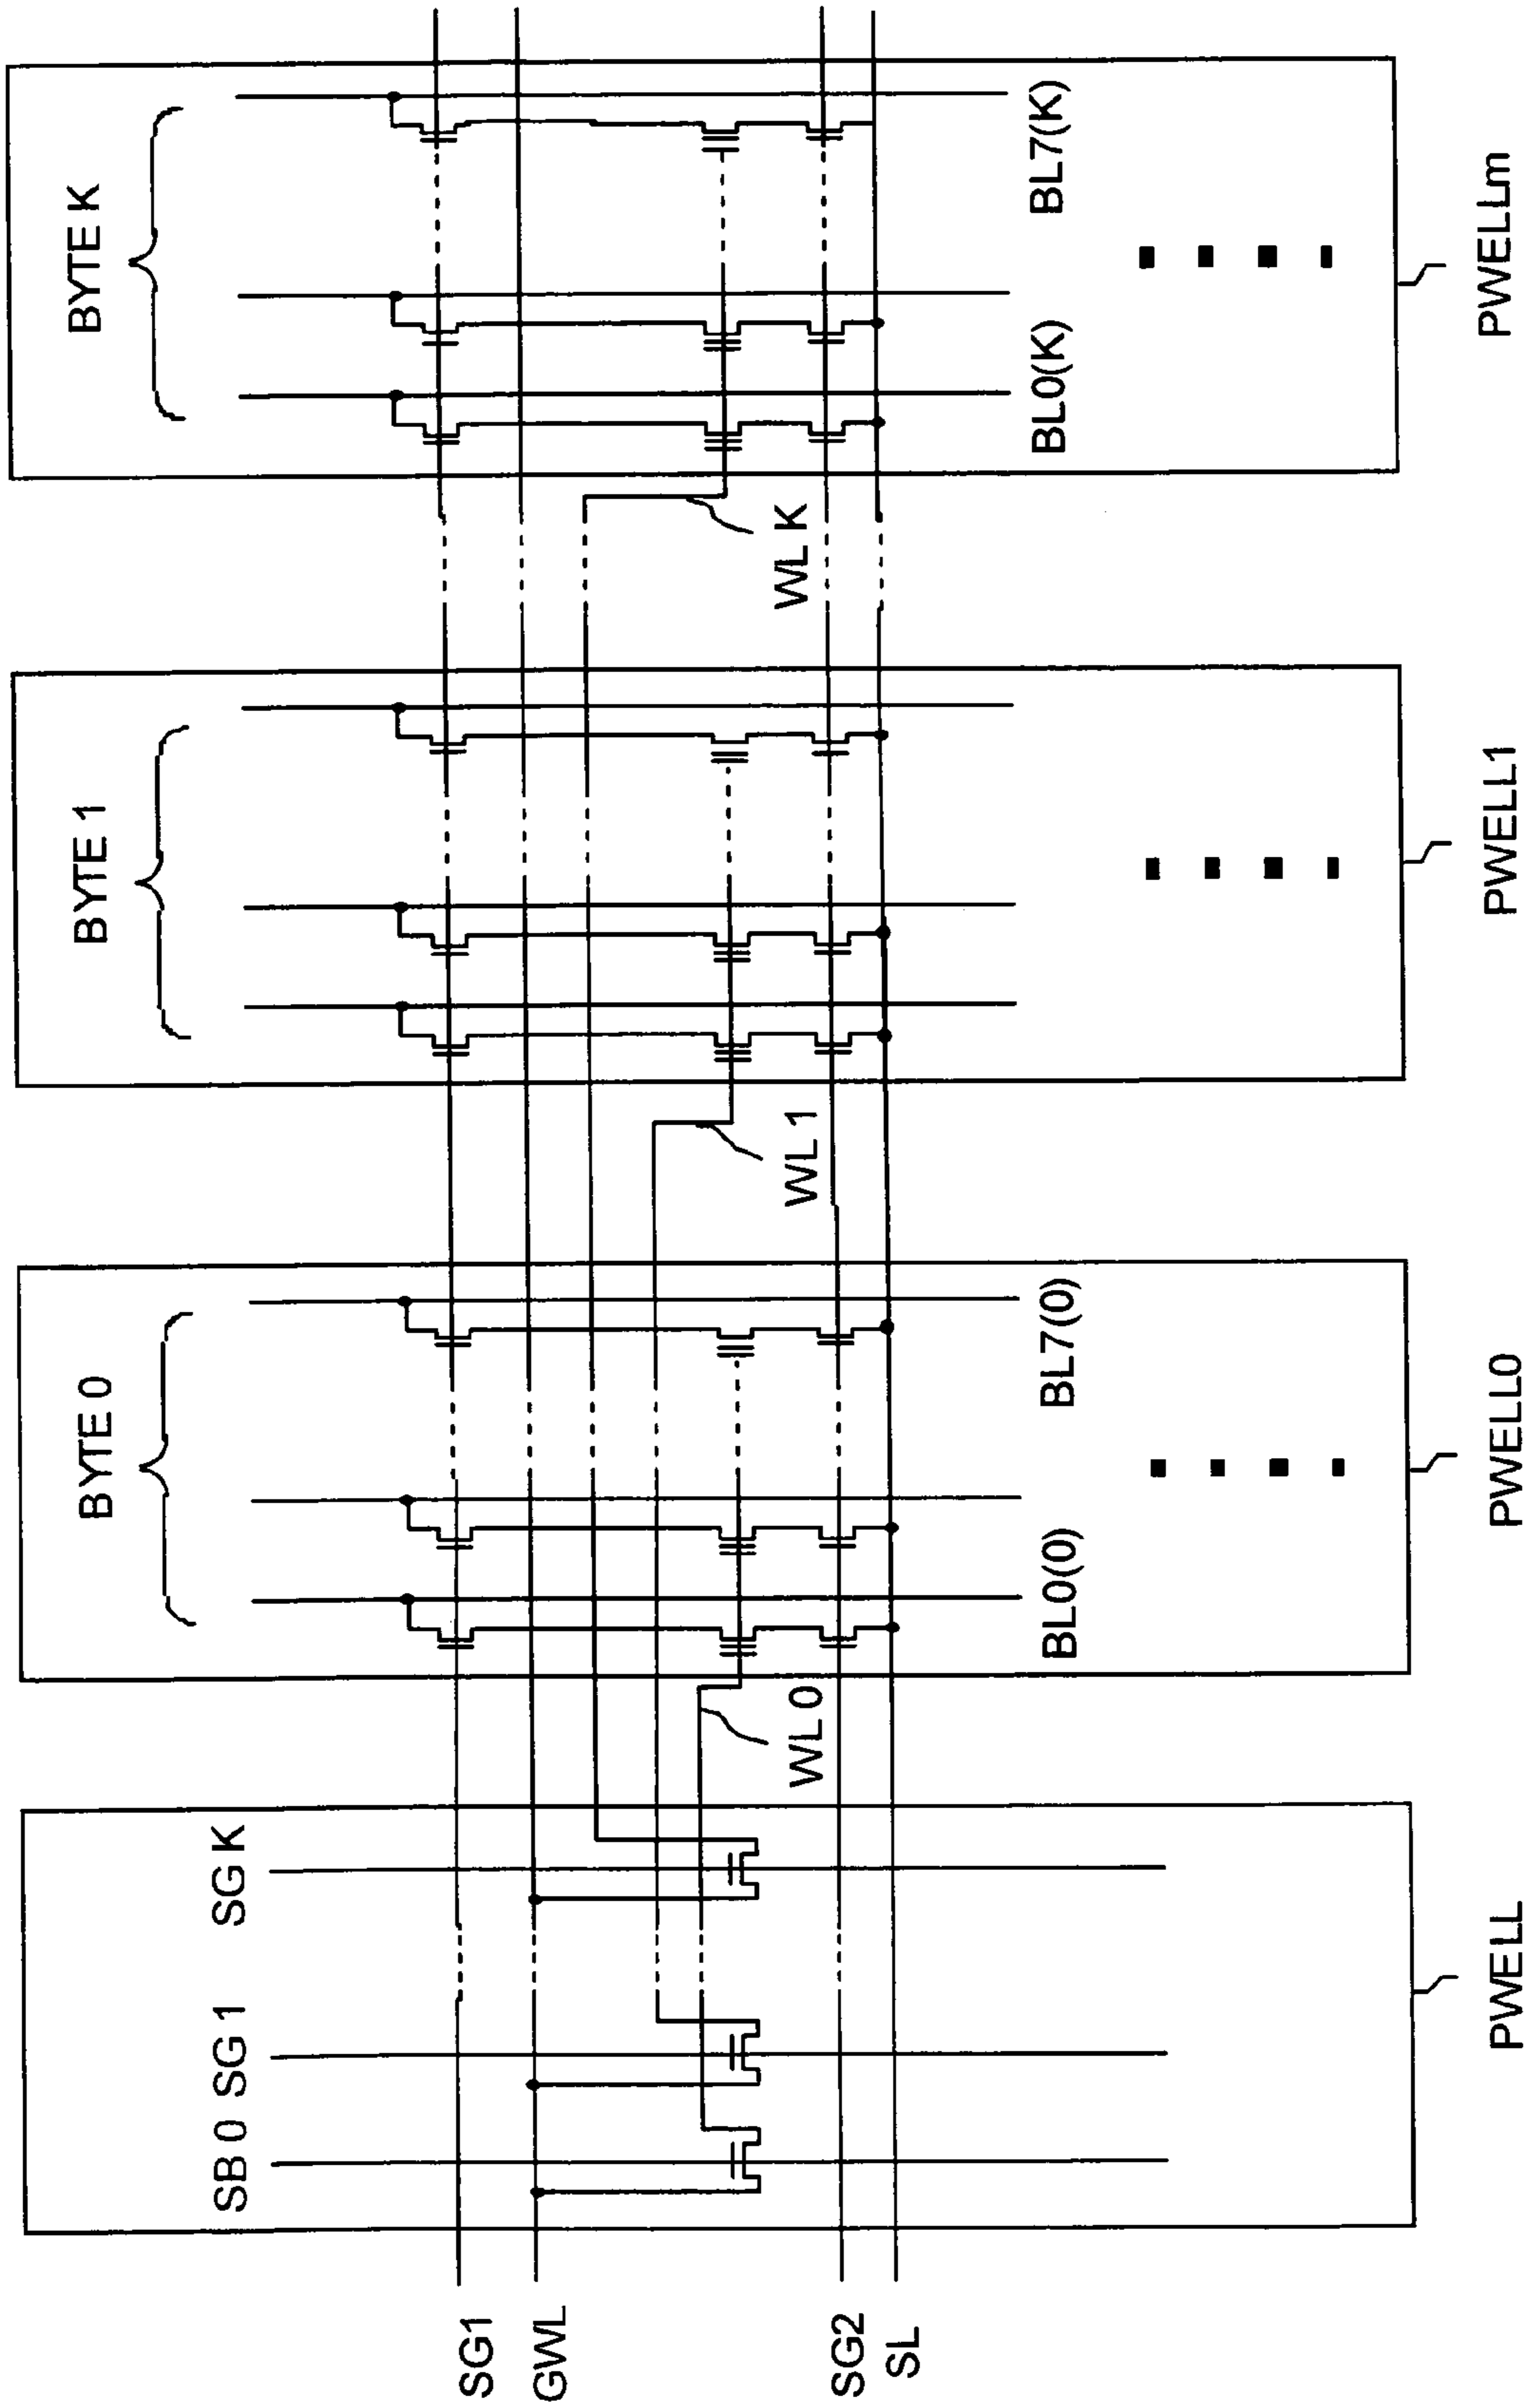 SB 0
SG 1
SG K
BYTE 0
BYTE 1
BYTE K
SG1
GWL
SG2
SL
WL 0
WL 1
WL K
BL0(0)
BL7(0)
BL0(K)
BL7(K)
PWELL
PWELL0
PWELL1
PWELLm